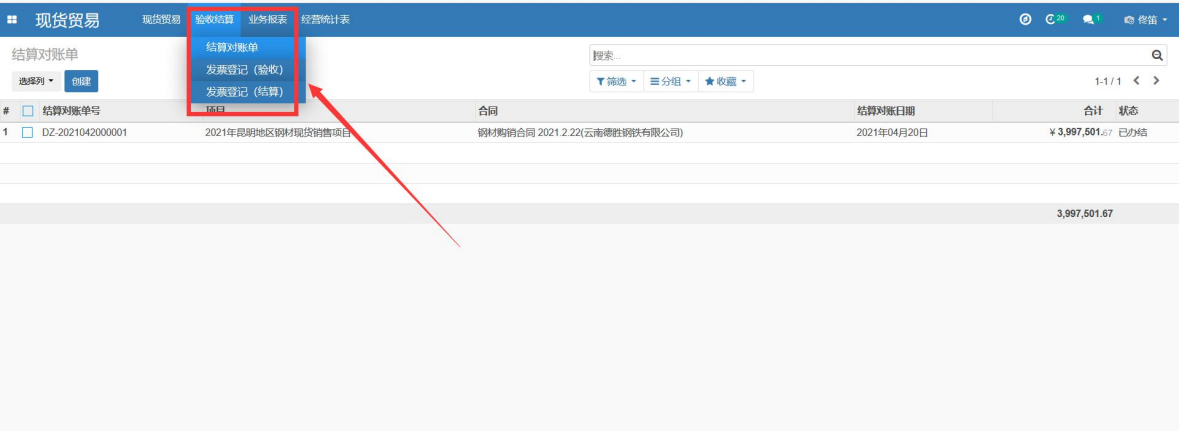 现货贸易 现货贸易 验收结算 业务报表 经营统计表 20 1 修笛
结算对账单
发票登记（验收）
发票登记（结算）
结算对账单 搜索...
选择列 创建 筛选 分组 收藏 1-1 / 1
# 结算对账单号 项目 合同 结算对账日期 合计 状态
1 DZ-2021042000001 2021年昆明地区钢材现货销售项目 钢材购销合同 2021.2.22(云南德胜钢铁有限公司) 2021年04月20日 ¥ 3,997,501.67 已办结
3,997,501.67